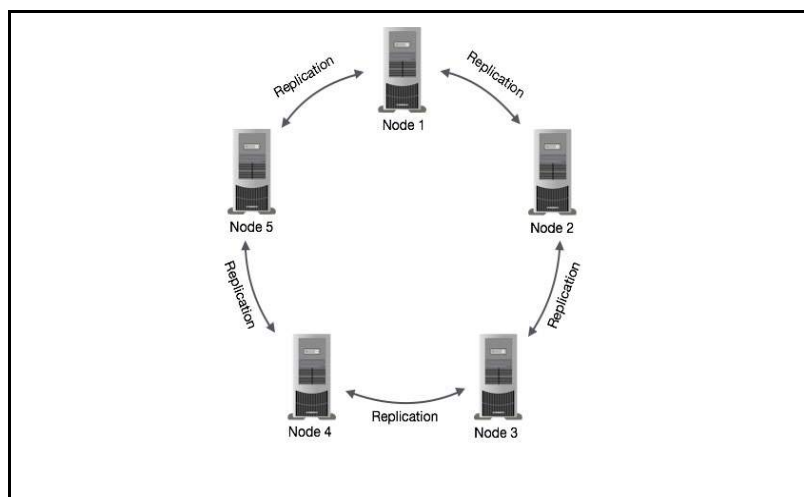 Replication
Replication
Node 1
Node 5
Node 2
Replication
Replication
Replication
Node 4
Node 3